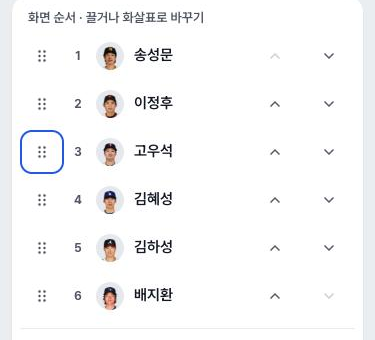 화면 순서 · 끌거나 화살표로 바꾸기
1 송성문
2 이정후
3 고우석
4 김혜성
5 김하성
6 배지환